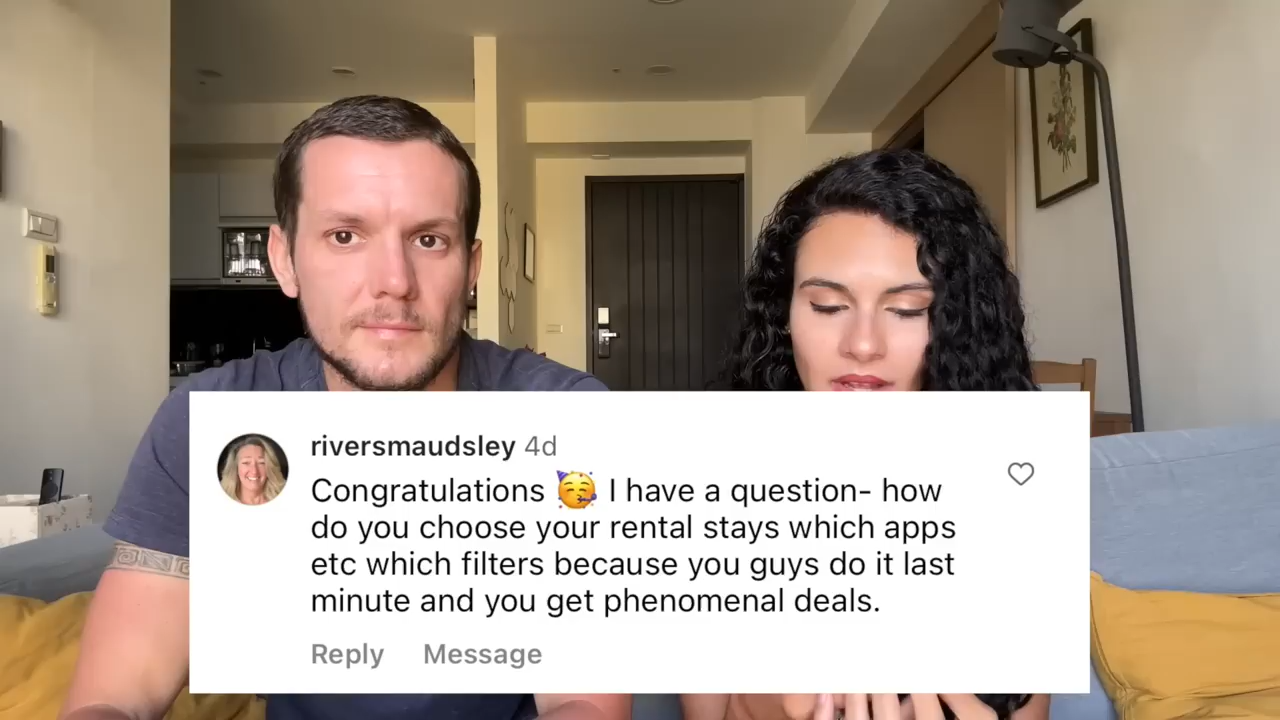 riversmaudsley 4d
Congratulations 🥳 I have a question- how
do you choose your rental stays which apps
etc which filters because you guys do it last
minute and you get phenomenal deals.
Reply Message